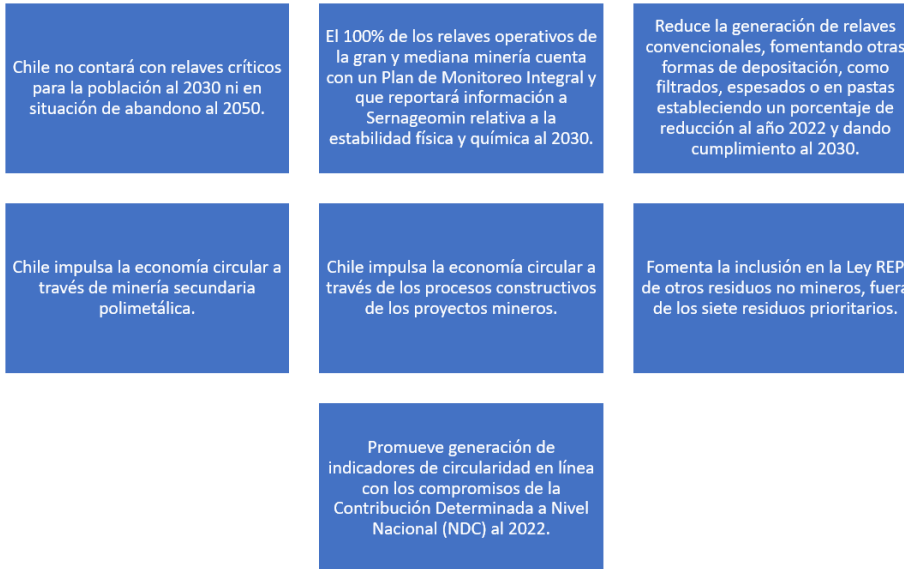 Chile no contará con relaves críticos
para la población al 2030 ni en
situación de abandono al 2050.
El 100% de los relaves operativos de
la gran y mediana minería cuenta
con un Plan de Monitoreo Integral y
que reportará información a
Sernageomin relativa a la
estabilidad física y química al 2030.
Reduce la generación de relaves
convencionales, fomentando otras
formas de depositación, como
filtrados, espesados o en pastas
estableciendo un porcentaje de
reducción al año 2022 y dando
cumplimiento al 2030.
Chile impulsa la economía circular a
través de minería secundaria
polimetálica.
Chile impulsa la economía circular a
través de los procesos constructivos
de los proyectos mineros.
Fomenta la inclusión en la Ley REP
de otros residuos no mineros, fuera
de los siete residuos prioritarios.
Promueve generación de
indicadores de circularidad en línea
con los compromisos de la
Contribución Determinada a Nivel
Nacional (NDC) al 2022.